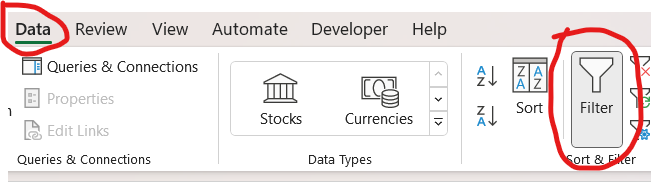 Data Review View Automate Developer Help
Queries & Connections
Properties
Edit Links
Queries & Connections
Stocks Currencies
Data Types
A Z
Z A
Z A A Z
Sort
Filter
Sort & Filter